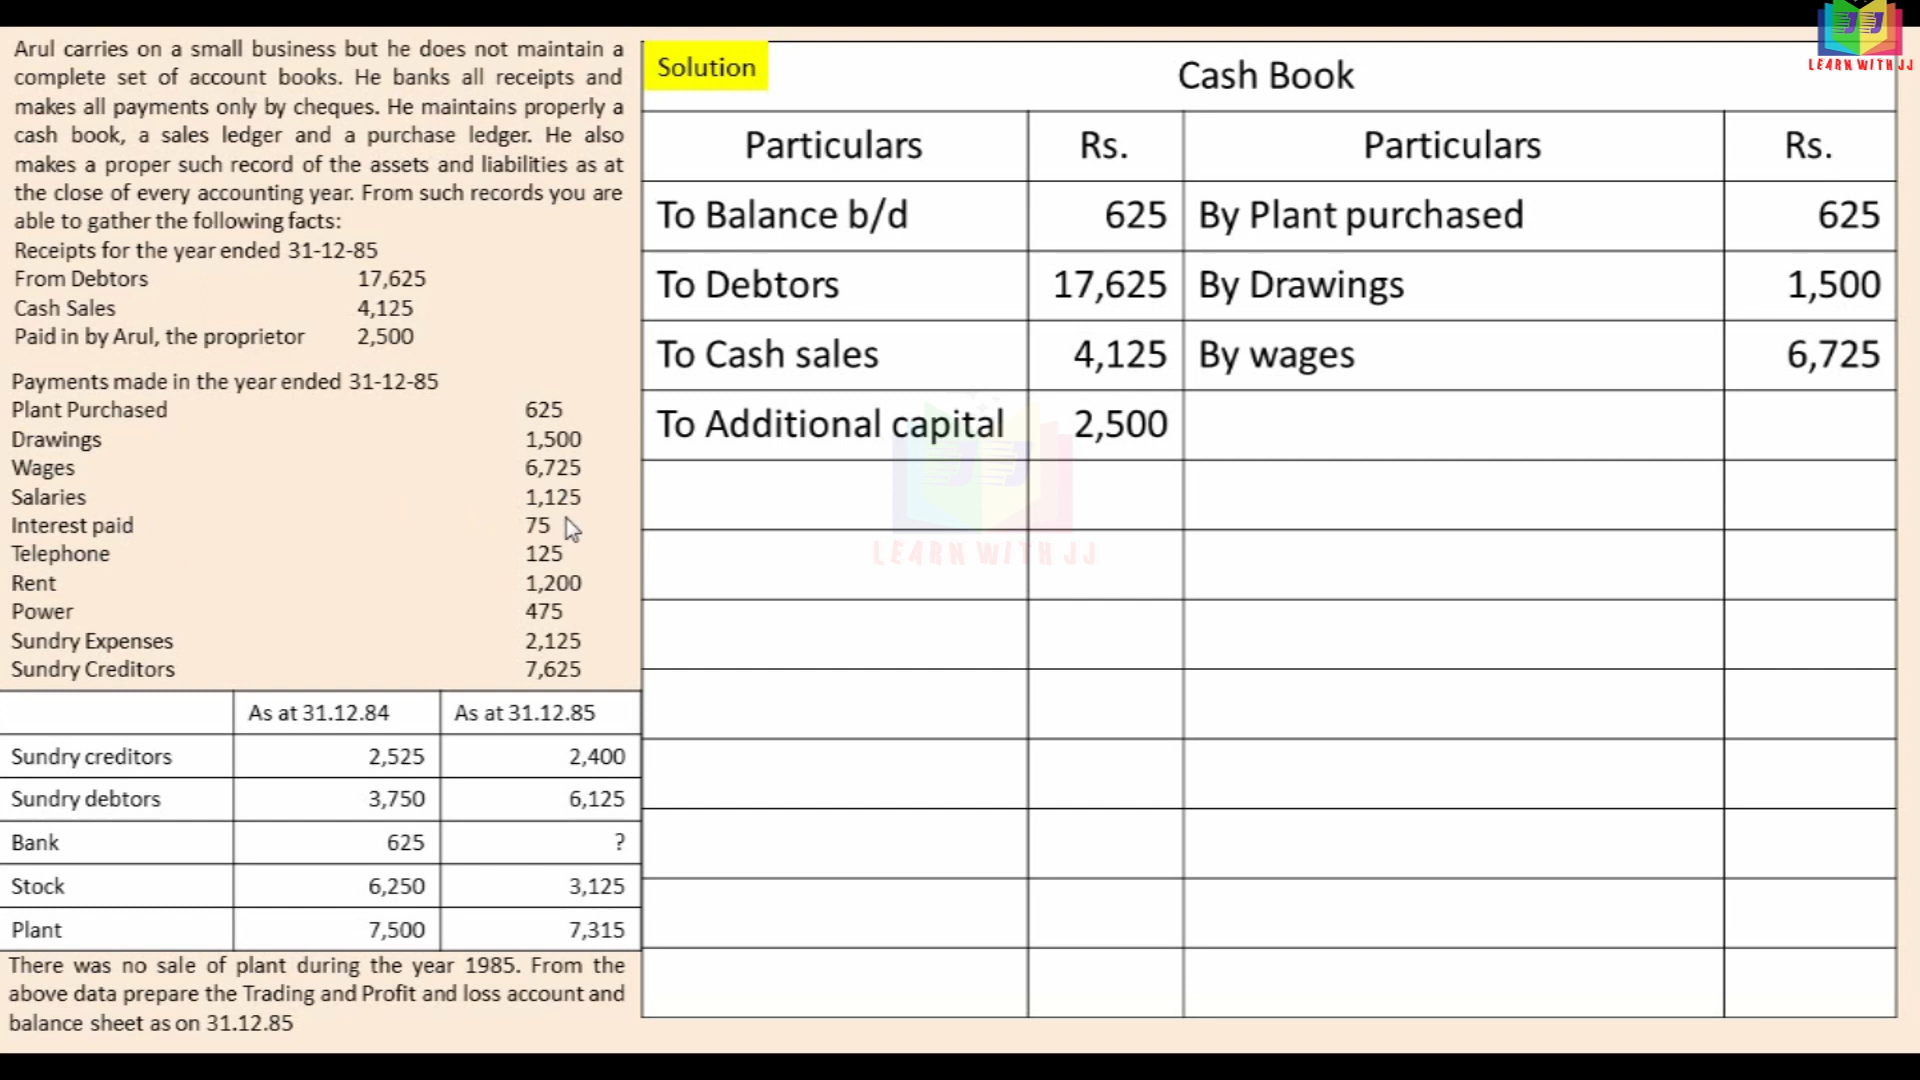 Arul carries on a small business but he does not maintain a
complete set of account books. He banks all receipts and
makes all payments only by cheques. He maintains properly a
cash book, a sales ledger and a purchase ledger. He also
makes a proper such record of the assets and liabilities as at
the close of every accounting year. From such records you are
able to gather the following facts:
Receipts for the year ended 31-12-85
From Debtors 17,625
Cash Sales 4,125
Paid in by Arul, the proprietor 2,500
Payments made in the year ended 31-12-85
Plant Purchased 625
Drawings 1,500
Wages 6,725
Salaries 1,125
Interest paid 75
Telephone 125
Rent 1,200
Power 475
Sundry Expenses 2,125
Sundry Creditors 7,625
As at 31.12.84 As at 31.12.85
Sundry creditors 2,525 2,400
Sundry debtors 3,750 6,125
Bank 625 ?
Stock 6,250 3,125
Plant 7,500 7,315
There was no sale of plant during the year 1985. From the
above data prepare the Trading and Profit and loss account and
balance sheet as on 31.12.85
Solution
Cash Book
Particulars Rs. Particulars Rs.
To Balance b/d 625 By Plant purchased 625
To Debtors 17,625 By Drawings 1,500
To Cash sales 4,125 By wages 6,725
To Additional capital 2,500
LEARN WITH JJ
JJ
LEARN WITH JJ